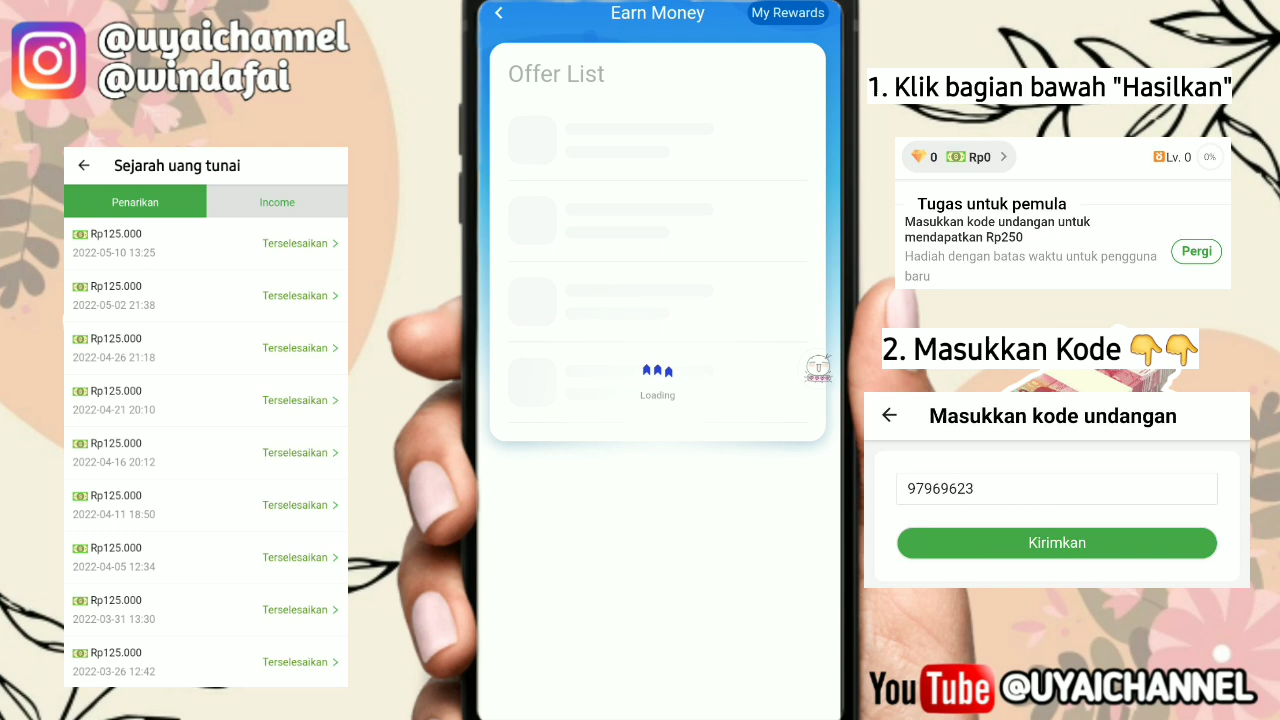 @uyaichannel
@windafai
Sejarah uang tunai
Penarikan
Income
Rp125.000
Terselesaikan
2022-05-10 13:25
Rp125.000
Terselesaikan
2022-05-02 21:38
Rp125.000
Terselesaikan
2022-04-26 21:18
Rp125.000
Terselesaikan
2022-04-21 20:10
Rp125.000
Terselesaikan
2022-04-16 20:12
Rp125.000
Terselesaikan
2022-04-11 18:50
Rp125.000
Terselesaikan
2022-04-05 12:34
Rp125.000
Terselesaikan
2022-03-31 13:30
Rp125.000
Terselesaikan
2022-03-26 12:42
Earn Money
My Rewards
Offer List
Loading
1. Klik bagian bawah "Hasilkan"
0 Rp0
Lv. 0 0%
Tugas untuk pemula
Masukkan kode undangan untuk
mendapatkan Rp250
Hadiah dengan batas waktu untuk pengguna
baru
Pergi
2. Masukkan Kode 👇👇
Masukkan kode undangan
97969623
Kirimkan
YouTube @UYAICHANNEL